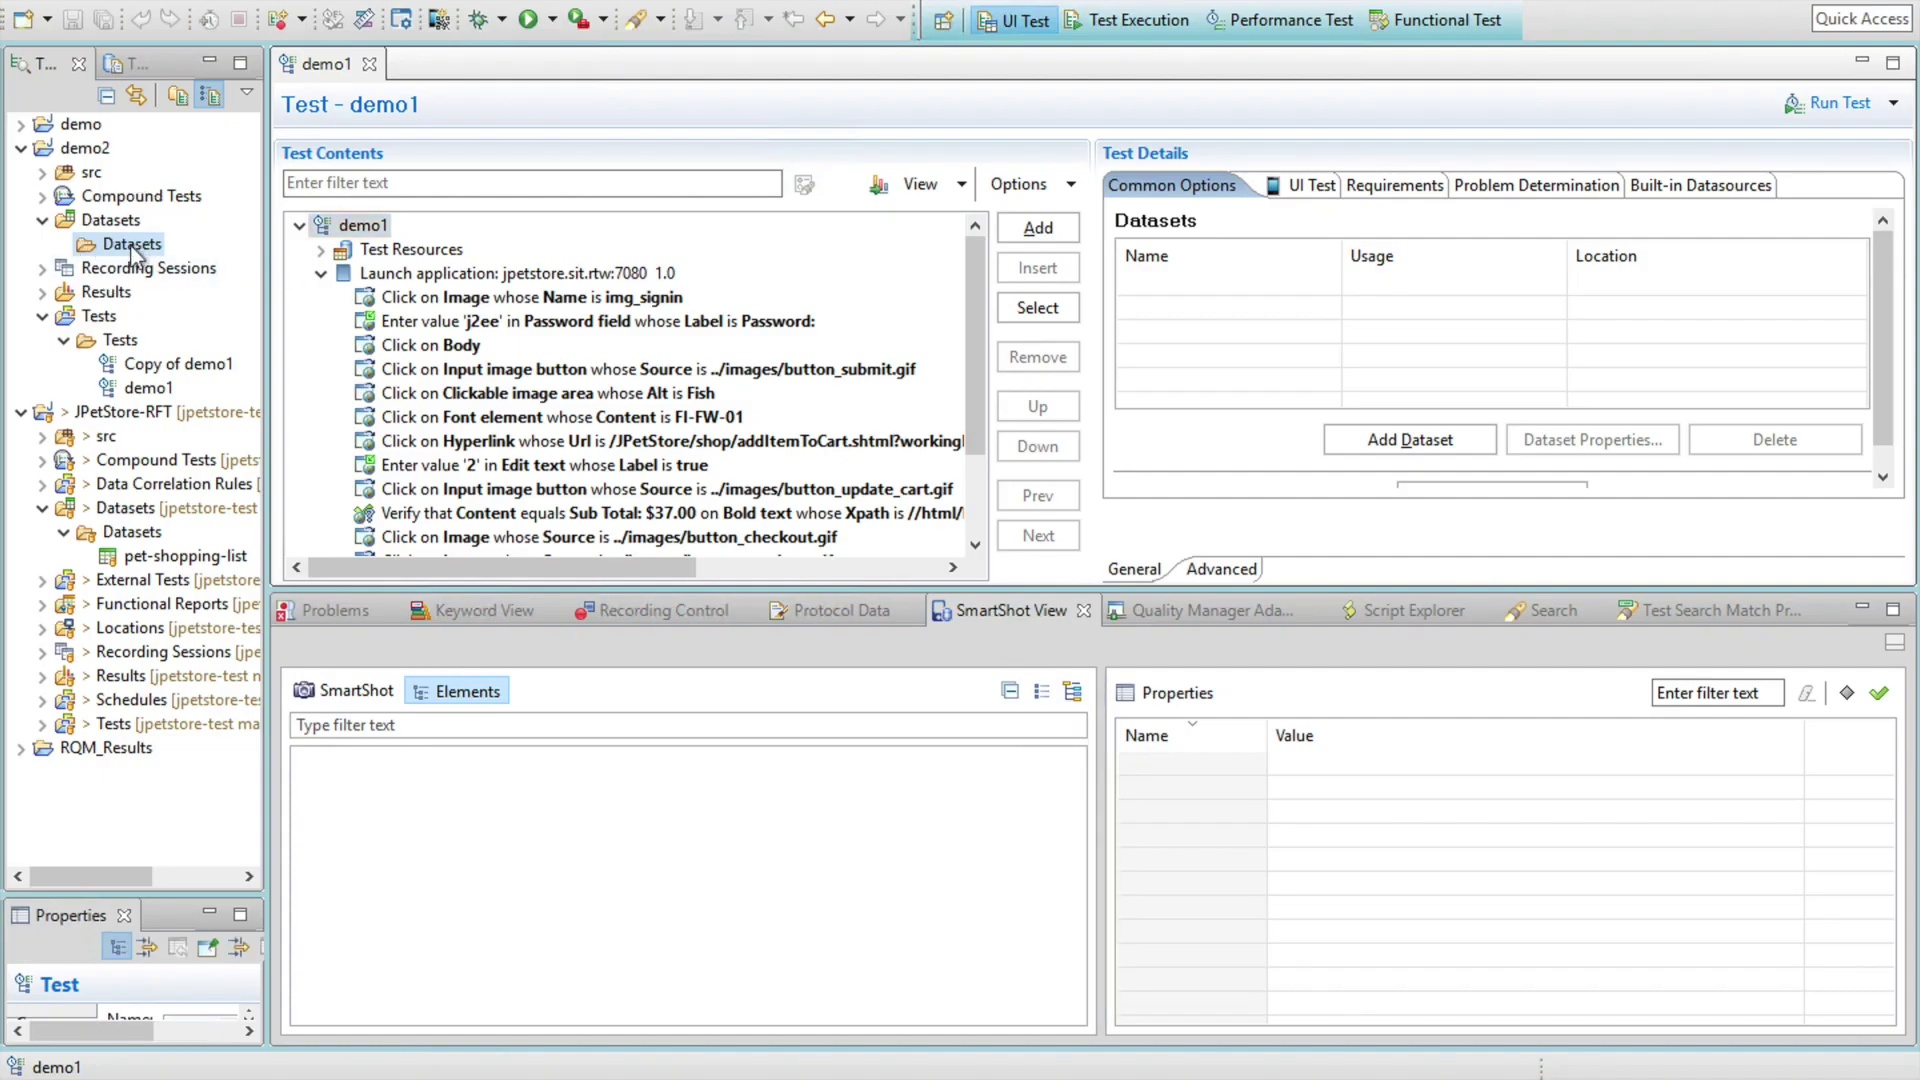 UI Test
Test Execution
Performance Test
Functional Test
Quick Access
T...
T...
demo
demo2
src
Compound Tests
Datasets
Datasets
Recording Sessions
Results
Tests
Tests
Copy of demo1
demo1
> JPetStore-RFT [jpetstore-te
> src
> Compound Tests [jpets
> Data Correlation Rules [
> Datasets [jpetstore-test
> Datasets
pet-shopping-list
> External Tests [jpetstore
> Functional Reports [jpe
> Locations [jpetstore-tes
> Recording Sessions [jpe
> Results [jpetstore-test n
> Schedules [jpetstore-te
> Tests [jpetstore-test ma
RQM_Results
Properties
Test
demo1
demo1
Test - demo1
Run Test
Test Contents
Enter filter text
View
Options
demo1
Test Resources
Launch application: jpetstore.sit.rtw:7080 1.0
Click on Image whose Name is img_signin
Enter value 'j2ee' in Password field whose Label is Password:
Click on Body
Click on Input image button whose Source is ../images/button_submit.gif
Click on Clickable image area whose Alt is Fish
Click on Font element whose Content is FI-FW-01
Click on Hyperlink whose Url is /JPetStore/shop/addItemToCart.shtml?working
Enter value '2' in Edit text whose Label is true
Click on Input image button whose Source is ../images/button_update_cart.gif
Verify that Content equals Sub Total: $37.00 on Bold text whose Xpath is //html/
Click on Image whose Source is ../images/button_checkout.gif
Add
Insert
Select
Remove
Up
Down
Prev
Next
Test Details
Common Options
UI Test
Requirements
Problem Determination
Built-in Datasources
Datasets
Name
Usage
Location
Add Dataset
Dataset Properties...
Delete
General
Advanced
Problems
Keyword View
Recording Control
Protocol Data
SmartShot View
Quality Manager Ada...
Script Explorer
Search
Test Search Match Pr...
SmartShot
Elements
Type filter text
Properties
Enter filter text
Name
Value